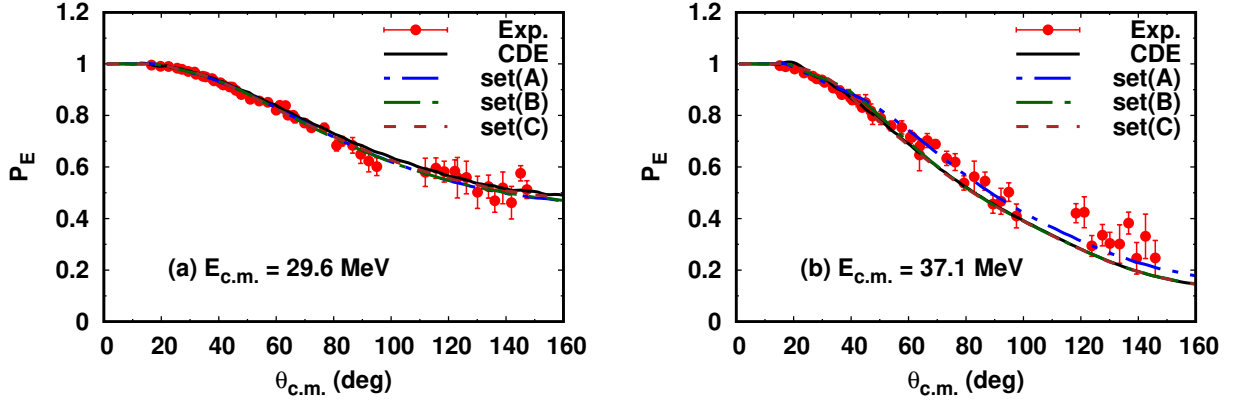 Exp.
CDE
set(A)
set(B)
set(C)
1.2
1
0.8
0.6
0.4
0.2
0
P_E
(a) E_c.m. = 29.6 MeV
0 20 40 60 80 100 120 140 160
θ_c.m. (deg)
Exp.
CDE
set(A)
set(B)
set(C)
1.2
1
0.8
0.6
0.4
0.2
0
P_E
(b) E_c.m. = 37.1 MeV
0 20 40 60 80 100 120 140 160
θ_c.m. (deg)